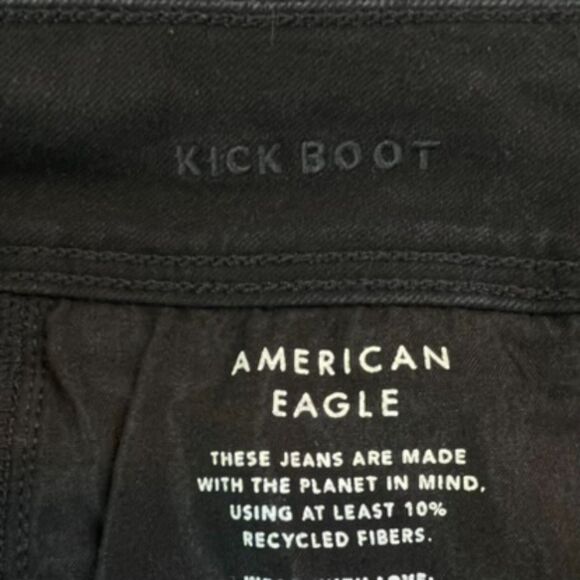 KICK BOOT
AMERICAN
EAGLE
THESE JEANS ARE MADE
WITH THE PLANET IN MIND,
USING AT LEAST 10%
RECYCLED FIBERS.